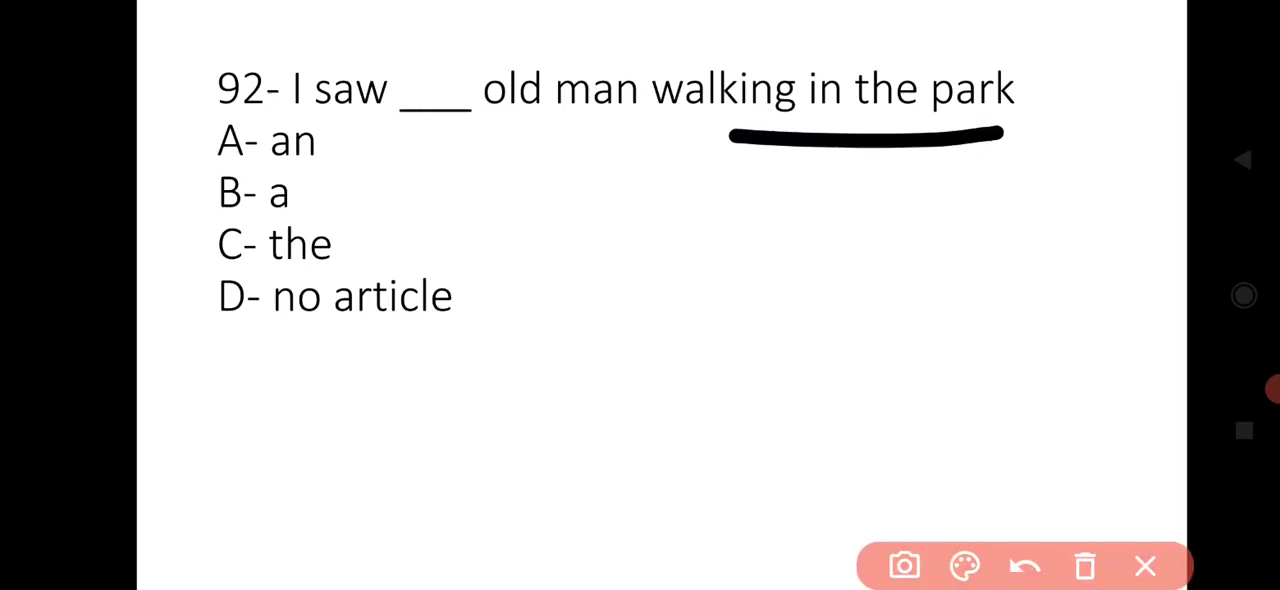 92- I saw ___ old man walking in the park
A- an
B- a
C- the
D- no article